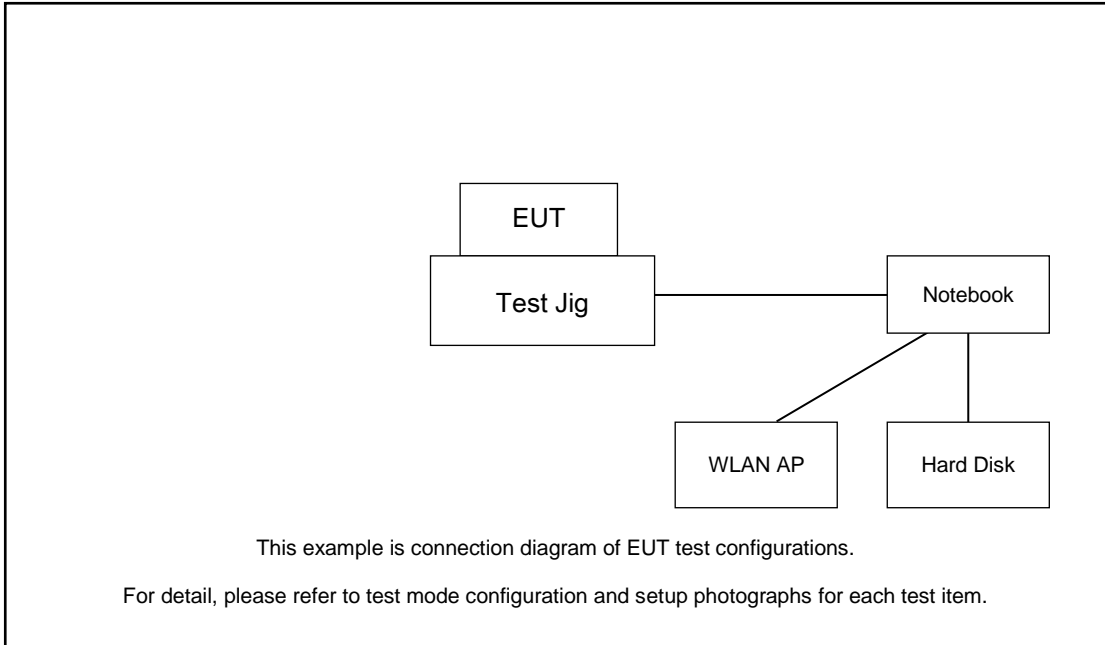 EUT
Test Jig
Notebook
WLAN AP
Hard Disk
This example is connection diagram of EUT test configurations.
For detail, please refer to test mode configuration and setup photographs for each test item.